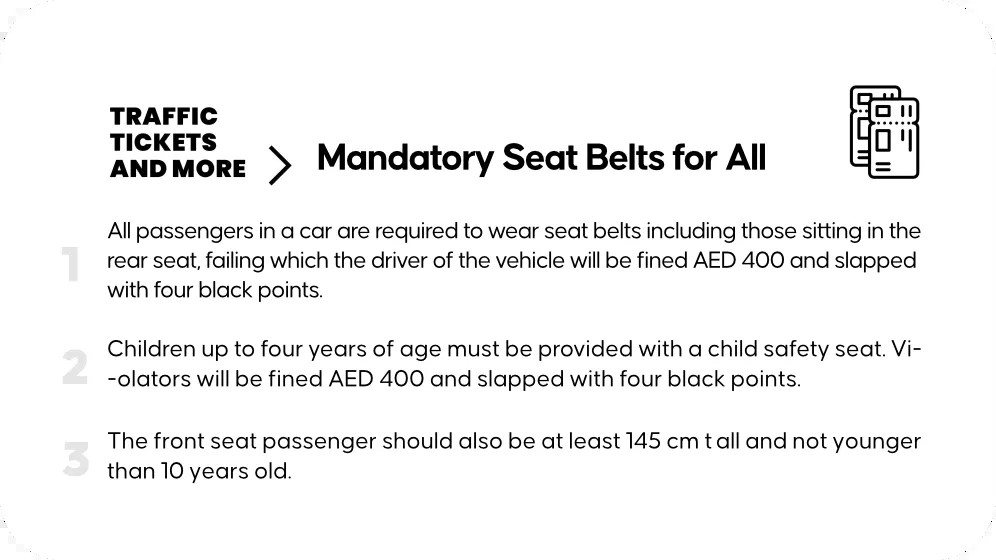 TRAFFIC
TICKETS
AND MORE
Mandatory Seat Belts for All
1
All passengers in a car are required to wear seat belts including those sitting in the
rear seat, failing which the driver of the vehicle will be fined AED 400 and slapped
with four black points.
2
Children up to four years of age must be provided with a child safety seat. Vi-
-olators will be fined AED 400 and slapped with four black points.
3
The front seat passenger should also be at least 145 cm t all and not younger
than 10 years old.